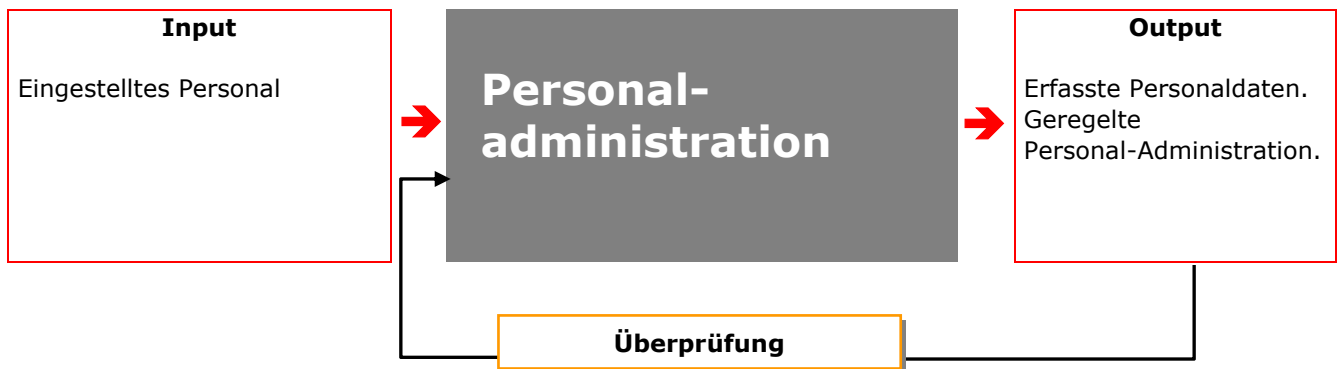 Input
Eingestelltes Personal
Personal-
administration
Output
Erfasste Personaldaten.
Geregelte
Personal-Administration.
Überprüfung